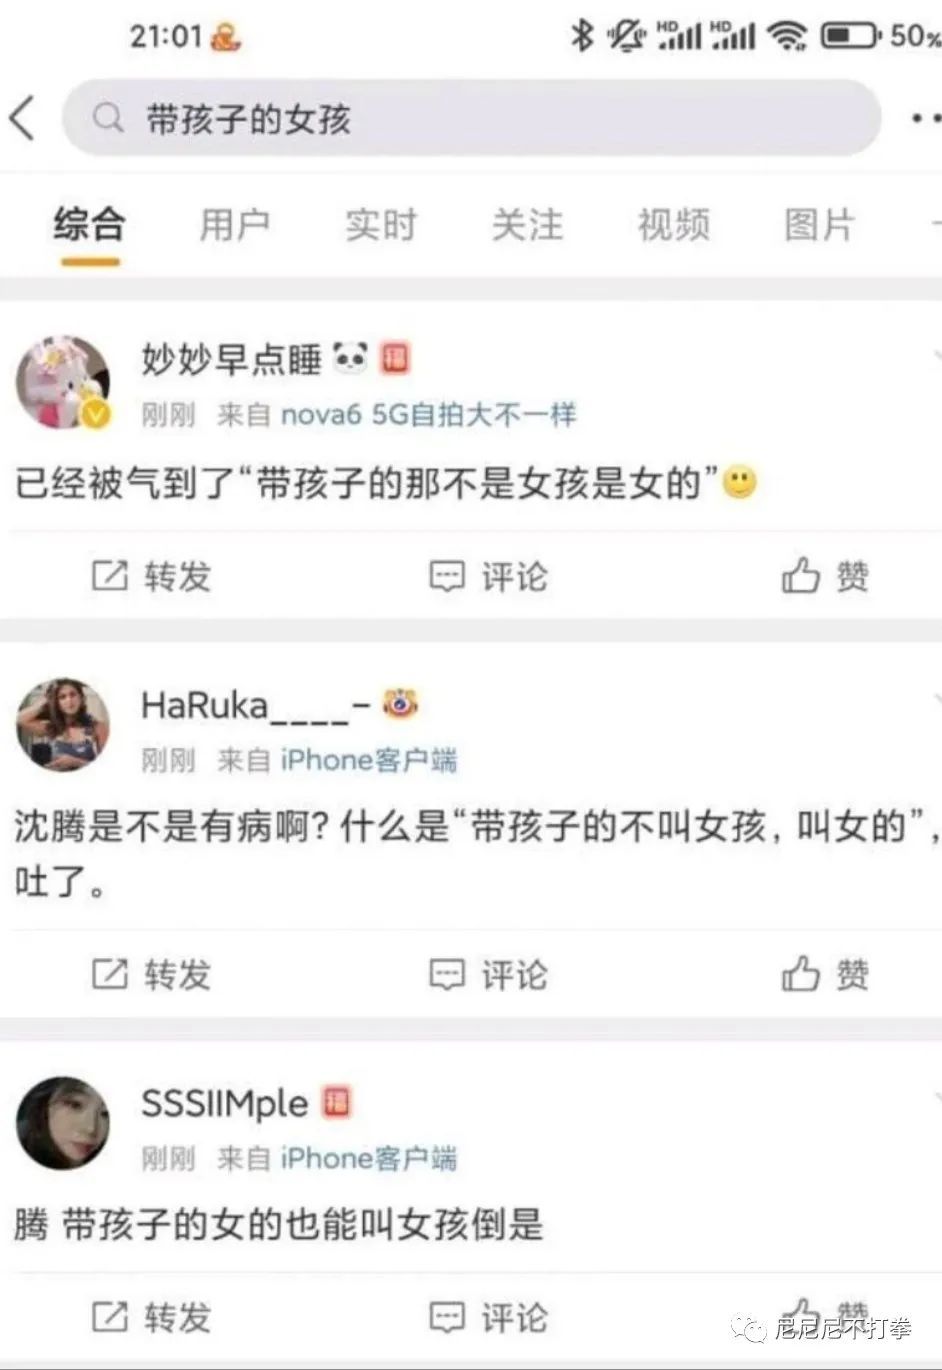 21:01 HD HD 50%
带孩子的女孩
综合 用户 实时 关注 视频 图片
妙妙早点睡 福
刚刚 来自 nova6 5G自拍大不一样
已经被气到了“带孩子的那不是女孩是女的”
转发 评论 赞
HaRuka____-
刚刚 来自 iPhone客户端
沈腾是不是有病啊？什么是“带孩子的不叫女孩，叫女的”，
吐了。
转发 评论 赞
SSSIIMple 福
刚刚 来自 iPhone客户端
腾 带孩子的女的也能叫女孩倒是
转发 评论 赞
尼尼尼不打拳